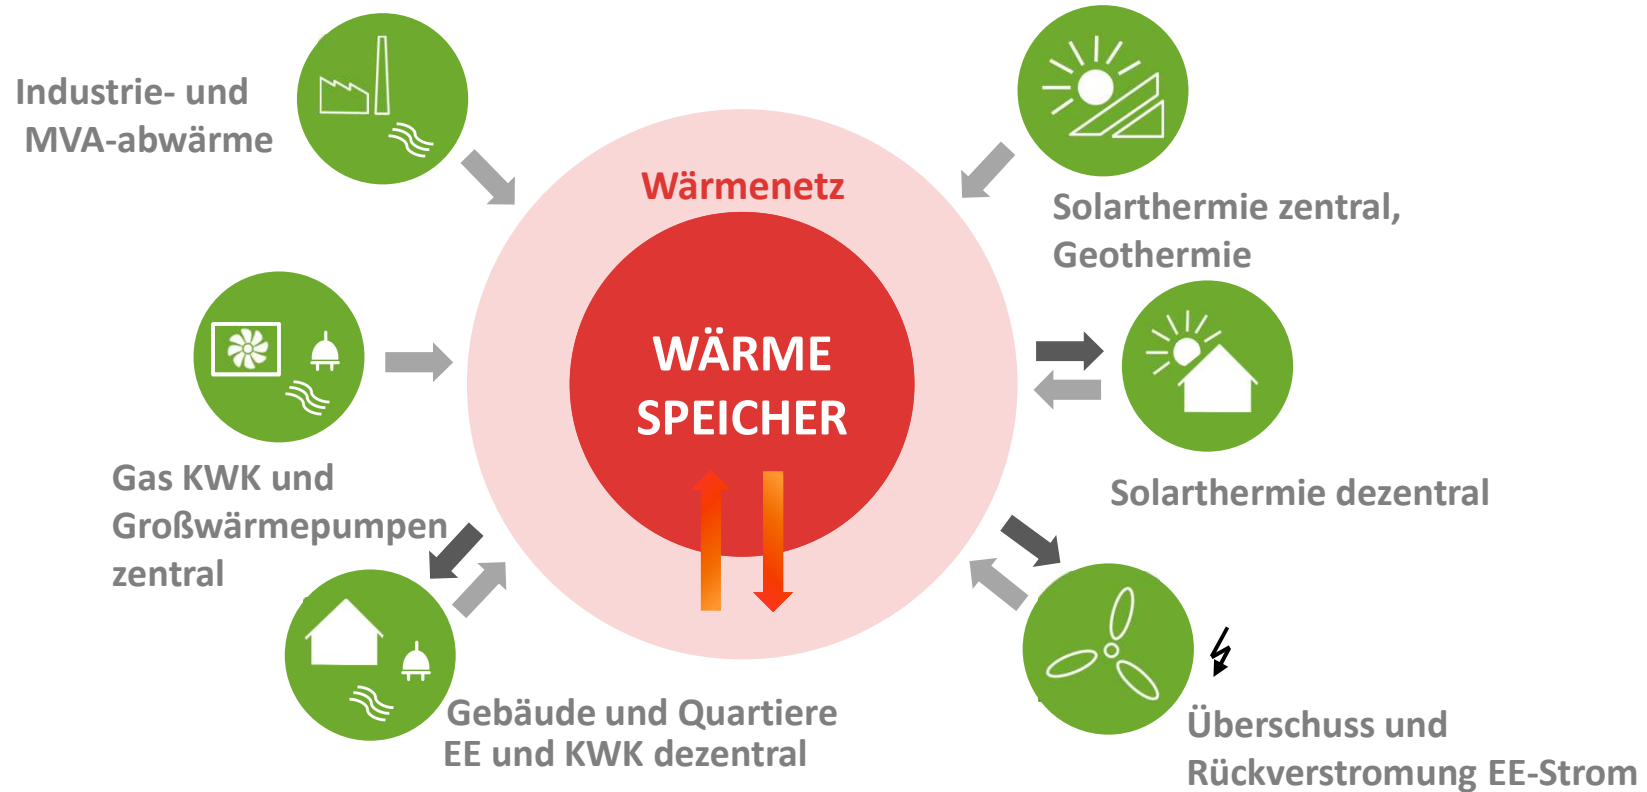 Industrie- und
MVA-abwärme
Wärmenetz
Solarthermie zentral,
Geothermie
WÄRME
SPEICHER
Gas KWK und
Großwärmepumpen
zentral
Solarthermie dezentral
Gebäude und Quartiere
EE und KWK dezentral
Überschuss und
Rückverstromung EE-Strom